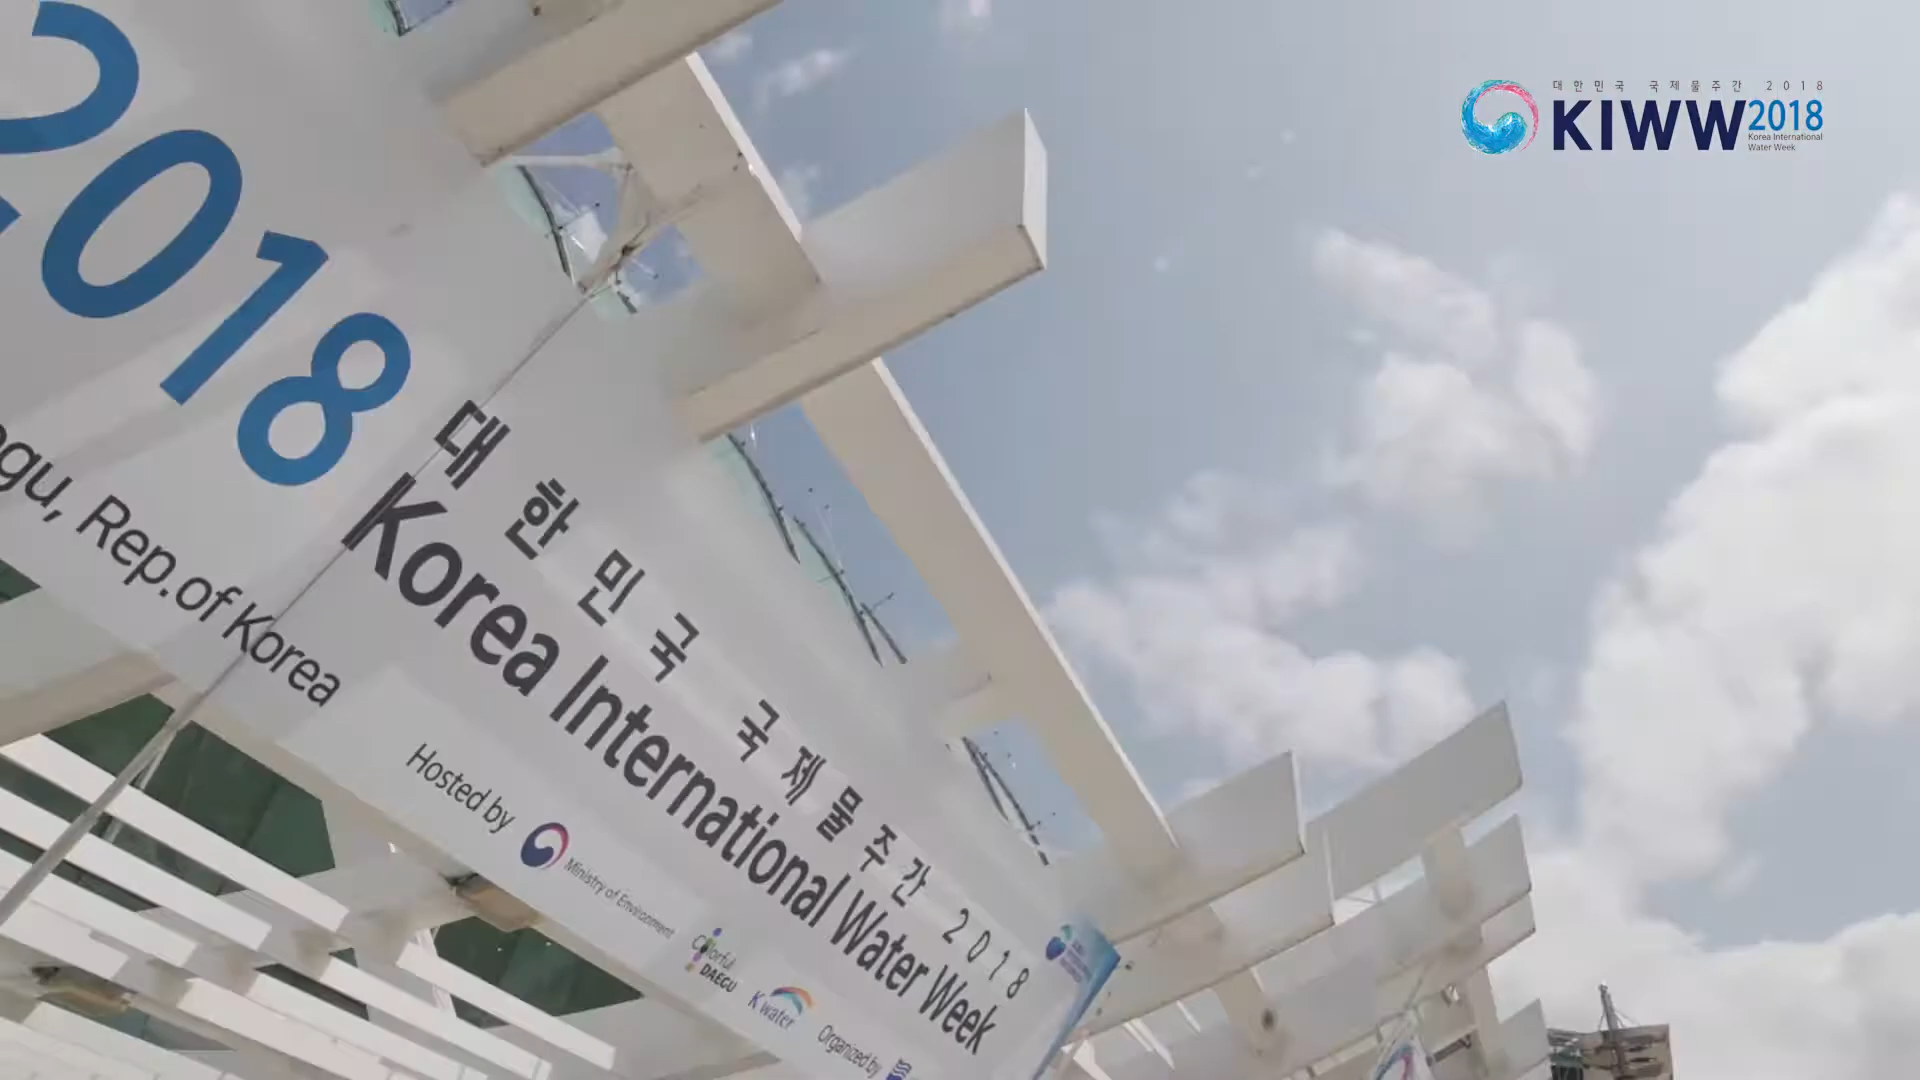 대한민국 국제물주간 2018
KIWW2018
Korea International
Water Week
2018
대한민국 국제물주간 2018
Korea International Water Week
egu, Rep.of Korea
Hosted by
Ministry of Environment
Colorful
DAEGU
K water
Organized by